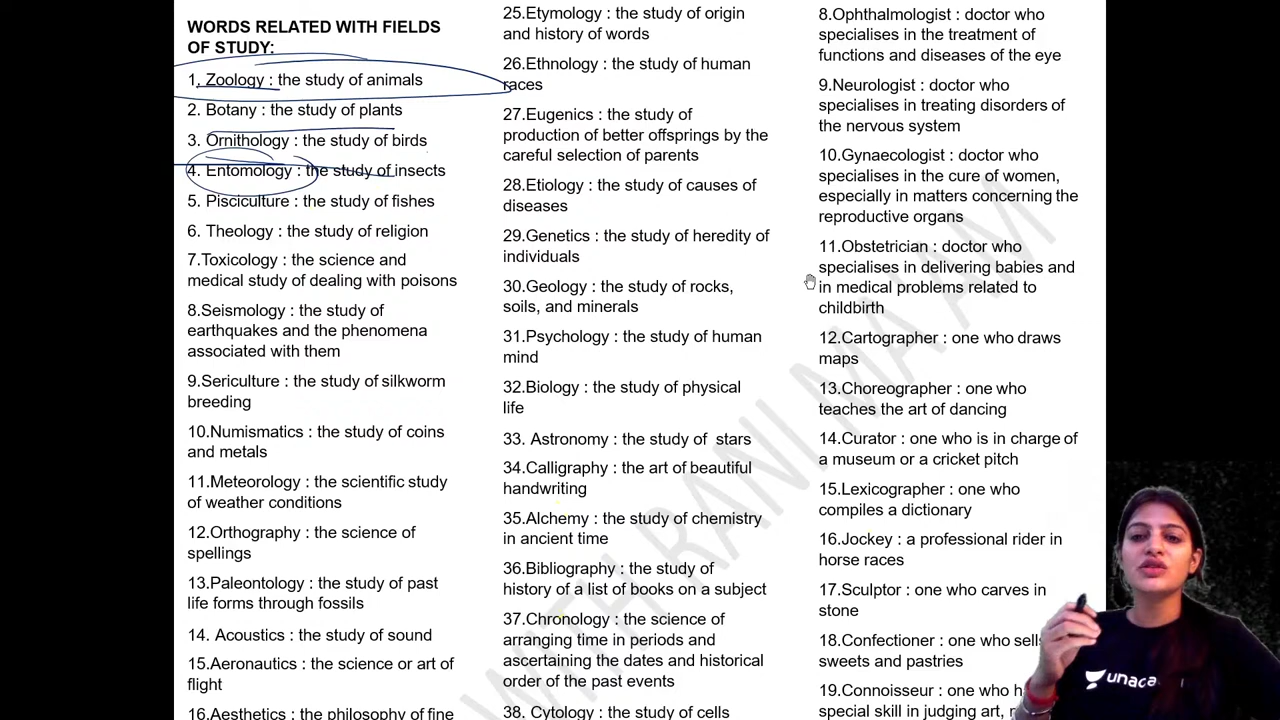 WORDS RELATED WITH FIELDS
OF STUDY:
1. Zoology : the study of animals
2. Botany : the study of plants
3. Ornithology : the study of birds
4. Entomology : the study of insects
5. Pisciculture : the study of fishes
6. Theology : the study of religion
7.Toxicology : the science and
medical study of dealing with poisons
8.Seismology : the study of
earthquakes and the phenomena
associated with them
9.Sericulture : the study of silkworm
breeding
10.Numismatics : the study of coins
and metals
11.Meteorology : the scientific study
of weather conditions
12.Orthography : the science of
spellings
13.Paleontology : the study of past
life forms through fossils
14. Acoustics : the study of sound
15.Aeronautics : the science or art of
flight
16.Aesthetics : the philosophy of fine
25.Etymology : the study of origin
and history of words
26.Ethnology : the study of human
races
27.Eugenics : the study of
production of better offsprings by the
careful selection of parents
28.Etiology : the study of causes of
diseases
29.Genetics : the study of heredity of
individuals
30.Geology : the study of rocks,
soils, and minerals
31.Psychology : the study of human
mind
32.Biology : the study of physical
life
33. Astronomy : the study of stars
34.Calligraphy : the art of beautiful
handwriting
35.Alchemy : the study of chemistry
in ancient time
36.Bibliography : the study of
history of a list of books on a subject
37.Chronology : the science of
arranging time in periods and
ascertaining the dates and historical
order of the past events
38. Cytology : the study of cells
8.Ophthalmologist : doctor who
specialises in the treatment of
functions and diseases of the eye
9.Neurologist : doctor who
specialises in treating disorders of
the nervous system
10.Gynaecologist : doctor who
specialises in the cure of women,
especially in matters concerning the
reproductive organs
11.Obstetrician : doctor who
specialises in delivering babies and
in medical problems related to
childbirth
12.Cartographer : one who draws
maps
13.Choreographer : one who
teaches the art of dancing
14.Curator : one who is in charge of
a museum or a cricket pitch
15.Lexicographer : one who
compiles a dictionary
16.Jockey : a professional rider in
horse races
17.Sculptor : one who carves in
stone
18.Confectioner : one who sells
sweets and pastries
19.Connoisseur : one who
special skill in judging art,
WITH RANI MA'AM